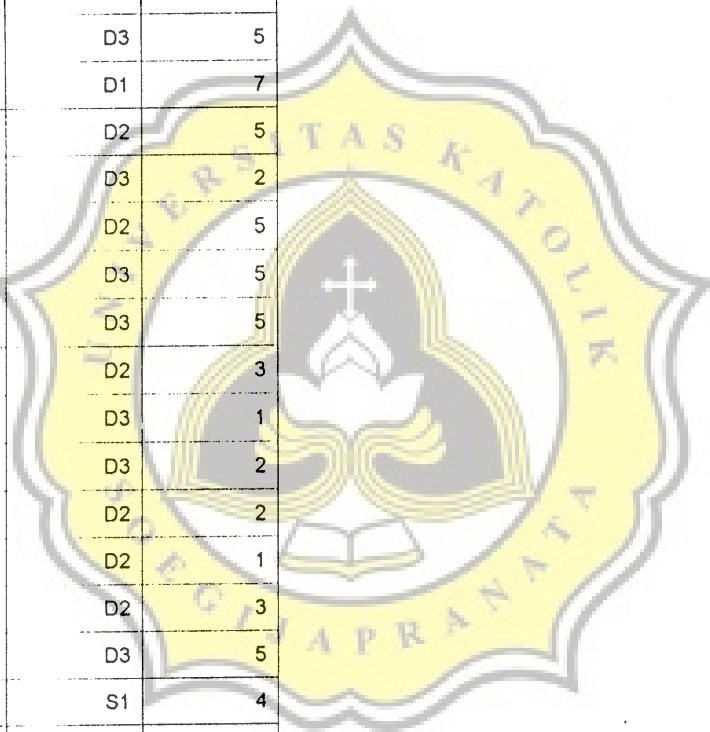 D3 5
D1 7
D2 5
D3 2
D2 5
D3 5
D3 5
D2 3
D3 1
D3 2
D2 2
D2 1
D2 3
D3 5
S1 4
UNIVERSITAS KATOLIK
SOEGIJAPRANATA